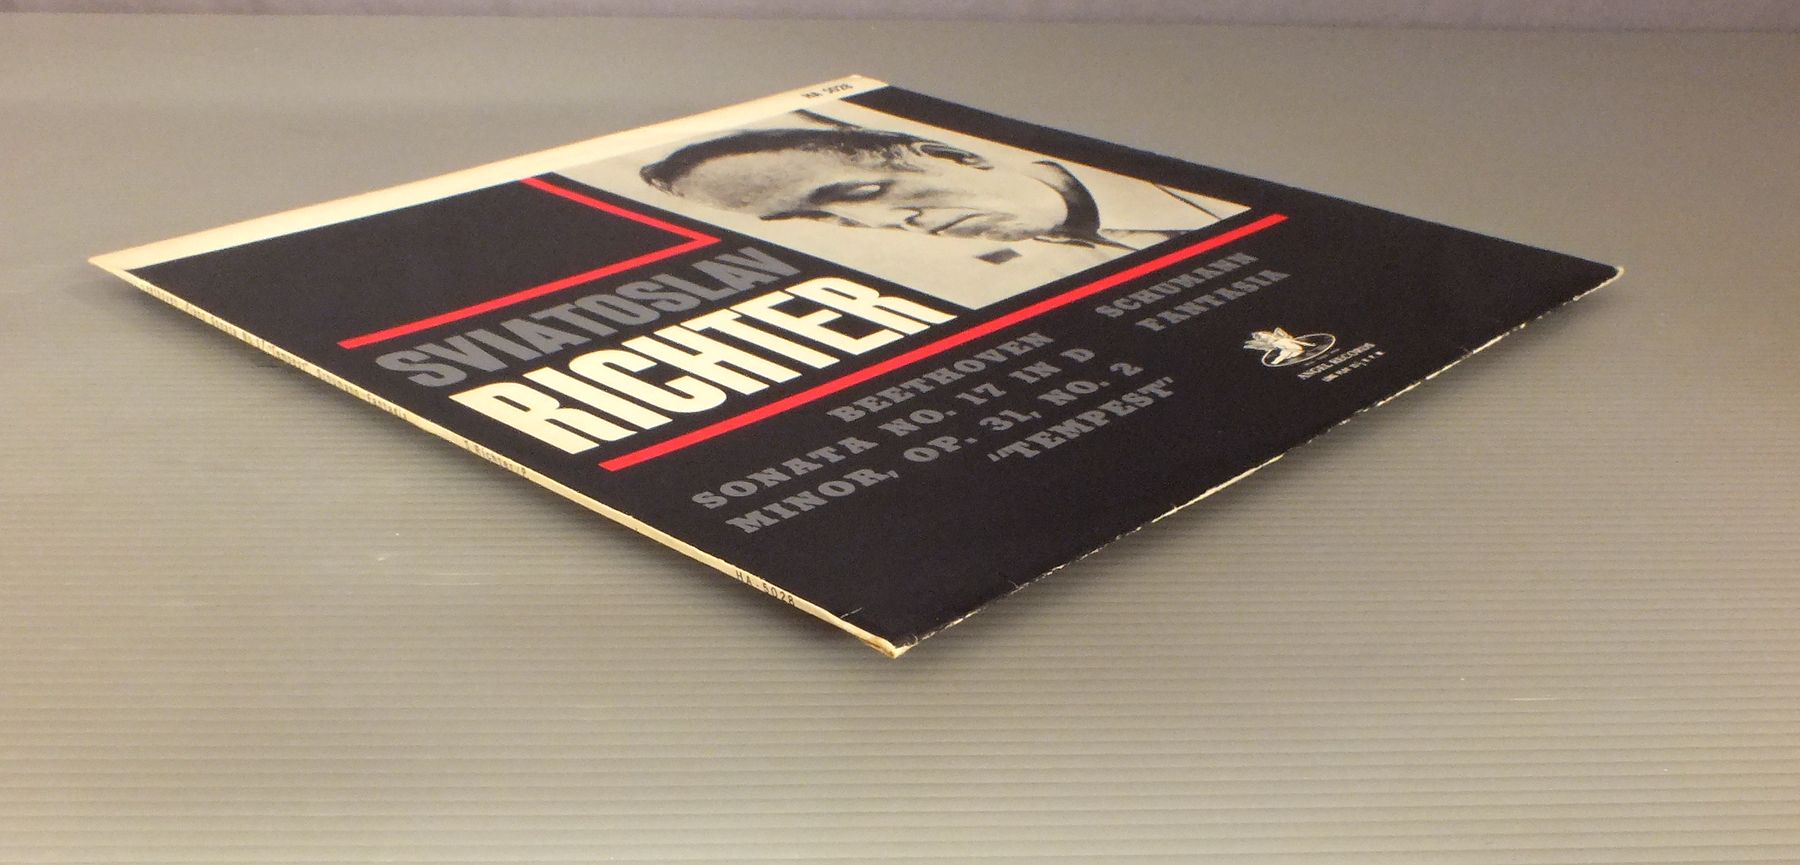 HA 5028
SVIATOSLAV
RICHTER
BEETHOVEN
SONATA NO. 17 IN D
MINOR, OP. 31, NO. 2
"TEMPEST"
SCHUMANN
FANTASIA
ANGEL RECORDS
S Richter/P
HA-5028